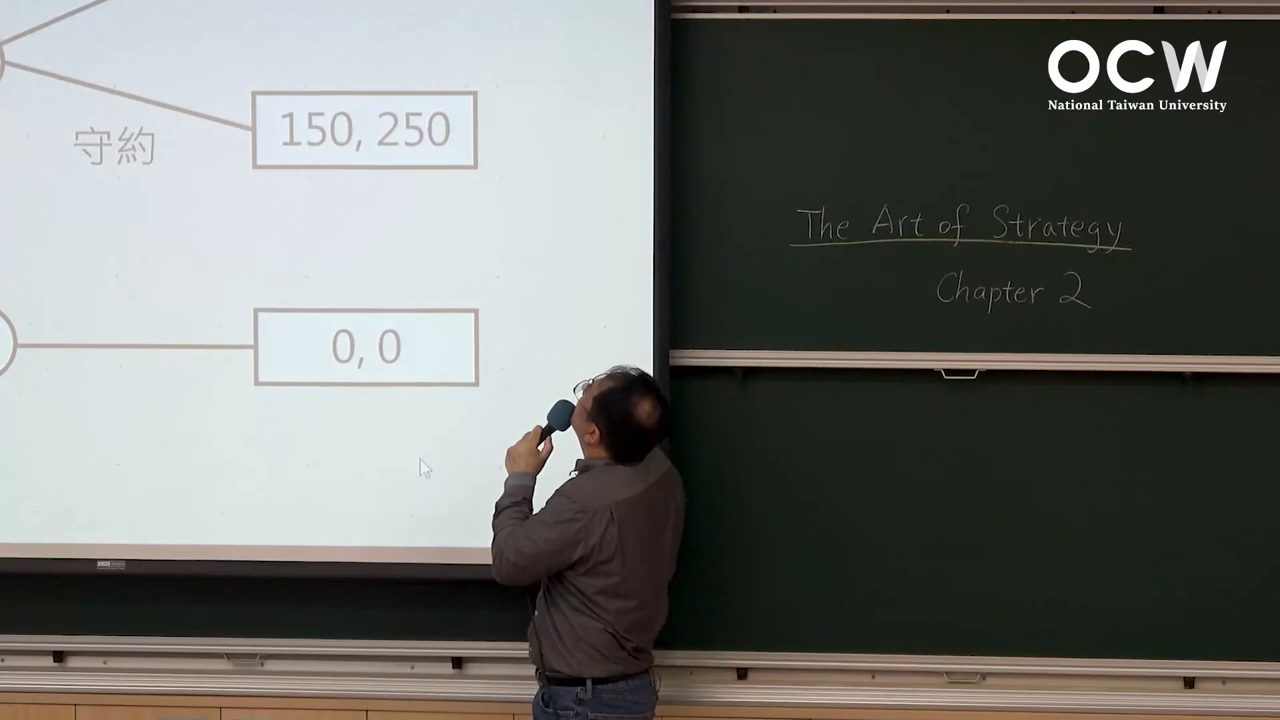 守約
150, 250
0, 0
OCW
National Taiwan University
The Art of Strategy
Chapter 2